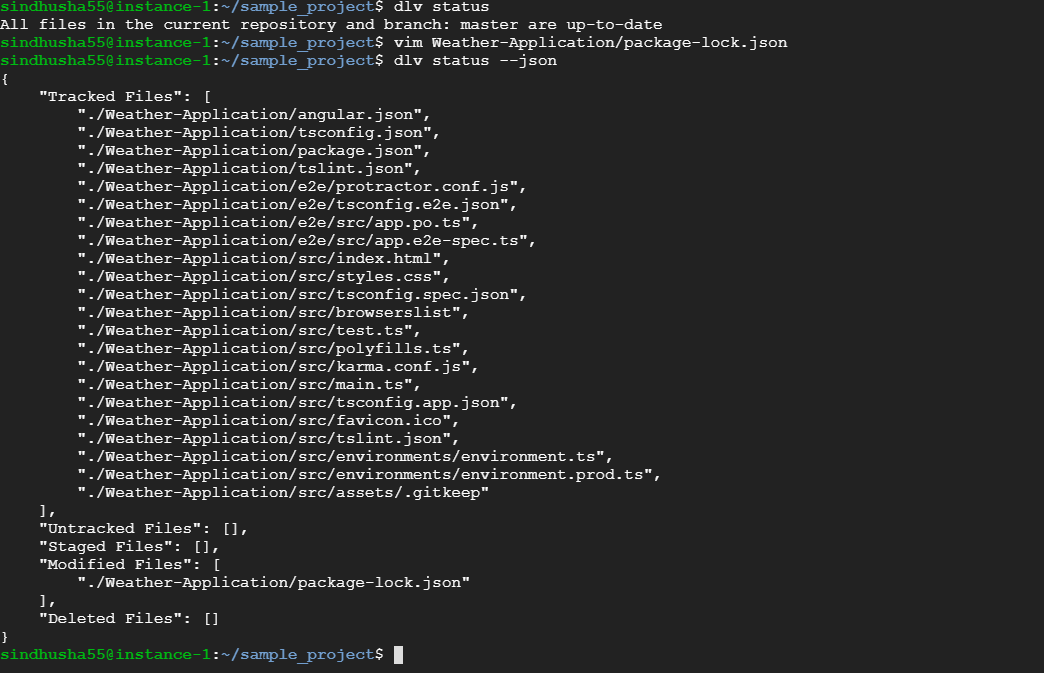 sindhusha55@instance-1:~/sample_project$ dlv status
All files in the current repository and branch: master are up-to-date
sindhusha55@instance-1:~/sample_project$ vim Weather-Application/package-lock.json
sindhusha55@instance-1:~/sample_project$ dlv status --json
{
    "Tracked Files": [
        "./Weather-Application/angular.json",
        "./Weather-Application/tsconfig.json",
        "./Weather-Application/package.json",
        "./Weather-Application/tslint.json",
        "./Weather-Application/e2e/protractor.conf.js",
        "./Weather-Application/e2e/tsconfig.e2e.json",
        "./Weather-Application/e2e/src/app.po.ts",
        "./Weather-Application/e2e/src/app.e2e-spec.ts",
        "./Weather-Application/src/index.html",
        "./Weather-Application/src/styles.css",
        "./Weather-Application/src/tsconfig.spec.json",
        "./Weather-Application/src/browserslist",
        "./Weather-Application/src/test.ts",
        "./Weather-Application/src/polyfills.ts",
        "./Weather-Application/src/karma.conf.js",
        "./Weather-Application/src/main.ts",
        "./Weather-Application/src/tsconfig.app.json",
        "./Weather-Application/src/favicon.ico",
        "./Weather-Application/src/tslint.json",
        "./Weather-Application/src/environments/environment.ts",
        "./Weather-Application/src/environments/environment.prod.ts",
        "./Weather-Application/src/assets/.gitkeep"
    ],
    "Untracked Files": [],
    "Staged Files": [],
    "Modified Files": [
        "./Weather-Application/package-lock.json"
    ],
    "Deleted Files": []
}
sindhusha55@instance-1:~/sample_project$